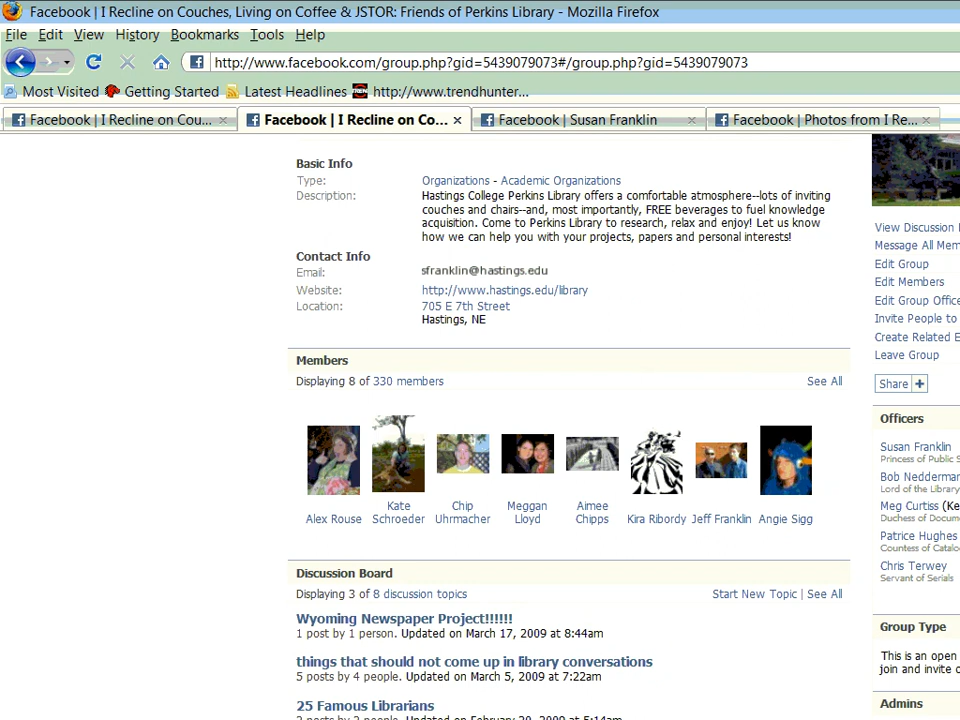 Facebook | I Recline on Couches, Living on Coffee & JSTOR: Friends of Perkins Library - Mozilla Firefox
File Edit View History Bookmarks Tools Help
http://www.facebook.com/group.php?gid=5439079073#/group.php?gid=5439079073
Most Visited Getting Started Latest Headlines http://www.trendhunter...
Facebook | I Recline on Cou... Facebook | I Recline on Co... Facebook | Susan Franklin Facebook | Photos from I Re...
Basic Info
Type: Organizations - Academic Organizations
Description: Hastings College Perkins Library offers a comfortable atmosphere--lots of inviting
couches and chairs--and, most importantly, FREE beverages to fuel knowledge
acquisition. Come to Perkins Library to research, relax and enjoy! Let us know
how we can help you with your projects, papers and personal interests!
Contact Info
Email: sfranklin@hastings.edu
Website: http://www.hastings.edu/library
Location: 705 E 7th Street
Hastings, NE
Members
Displaying 8 of 330 members See All
Alex Rouse
Kate Schroeder
Chip Uhrmacher
Meggan Lloyd
Aimee Chipps
Kira Ribordy
Jeff Franklin
Angie Sigg
Discussion Board
Displaying 3 of 8 discussion topics Start New Topic | See All
Wyoming Newspaper Project!!!!!!
1 post by 1 person. Updated on March 17, 2009 at 8:44am
things that should not come up in library conversations
5 posts by 4 people. Updated on March 5, 2009 at 7:22am
25 Famous Librarians
View Discussion
Message All Mem
Edit Group
Edit Members
Edit Group Offic
Invite People to
Create Related E
Leave Group
Share +
Officers
Susan Franklin
Princess of Public S
Bob Nedderma
Lord of the Library
Meg Curtiss (Ke
Duchess of Docum
Patrice Hughes
Countess of Catalo
Chris Terwey
Servant of Serials
Group Type
This is an open
join and invite o
Admins